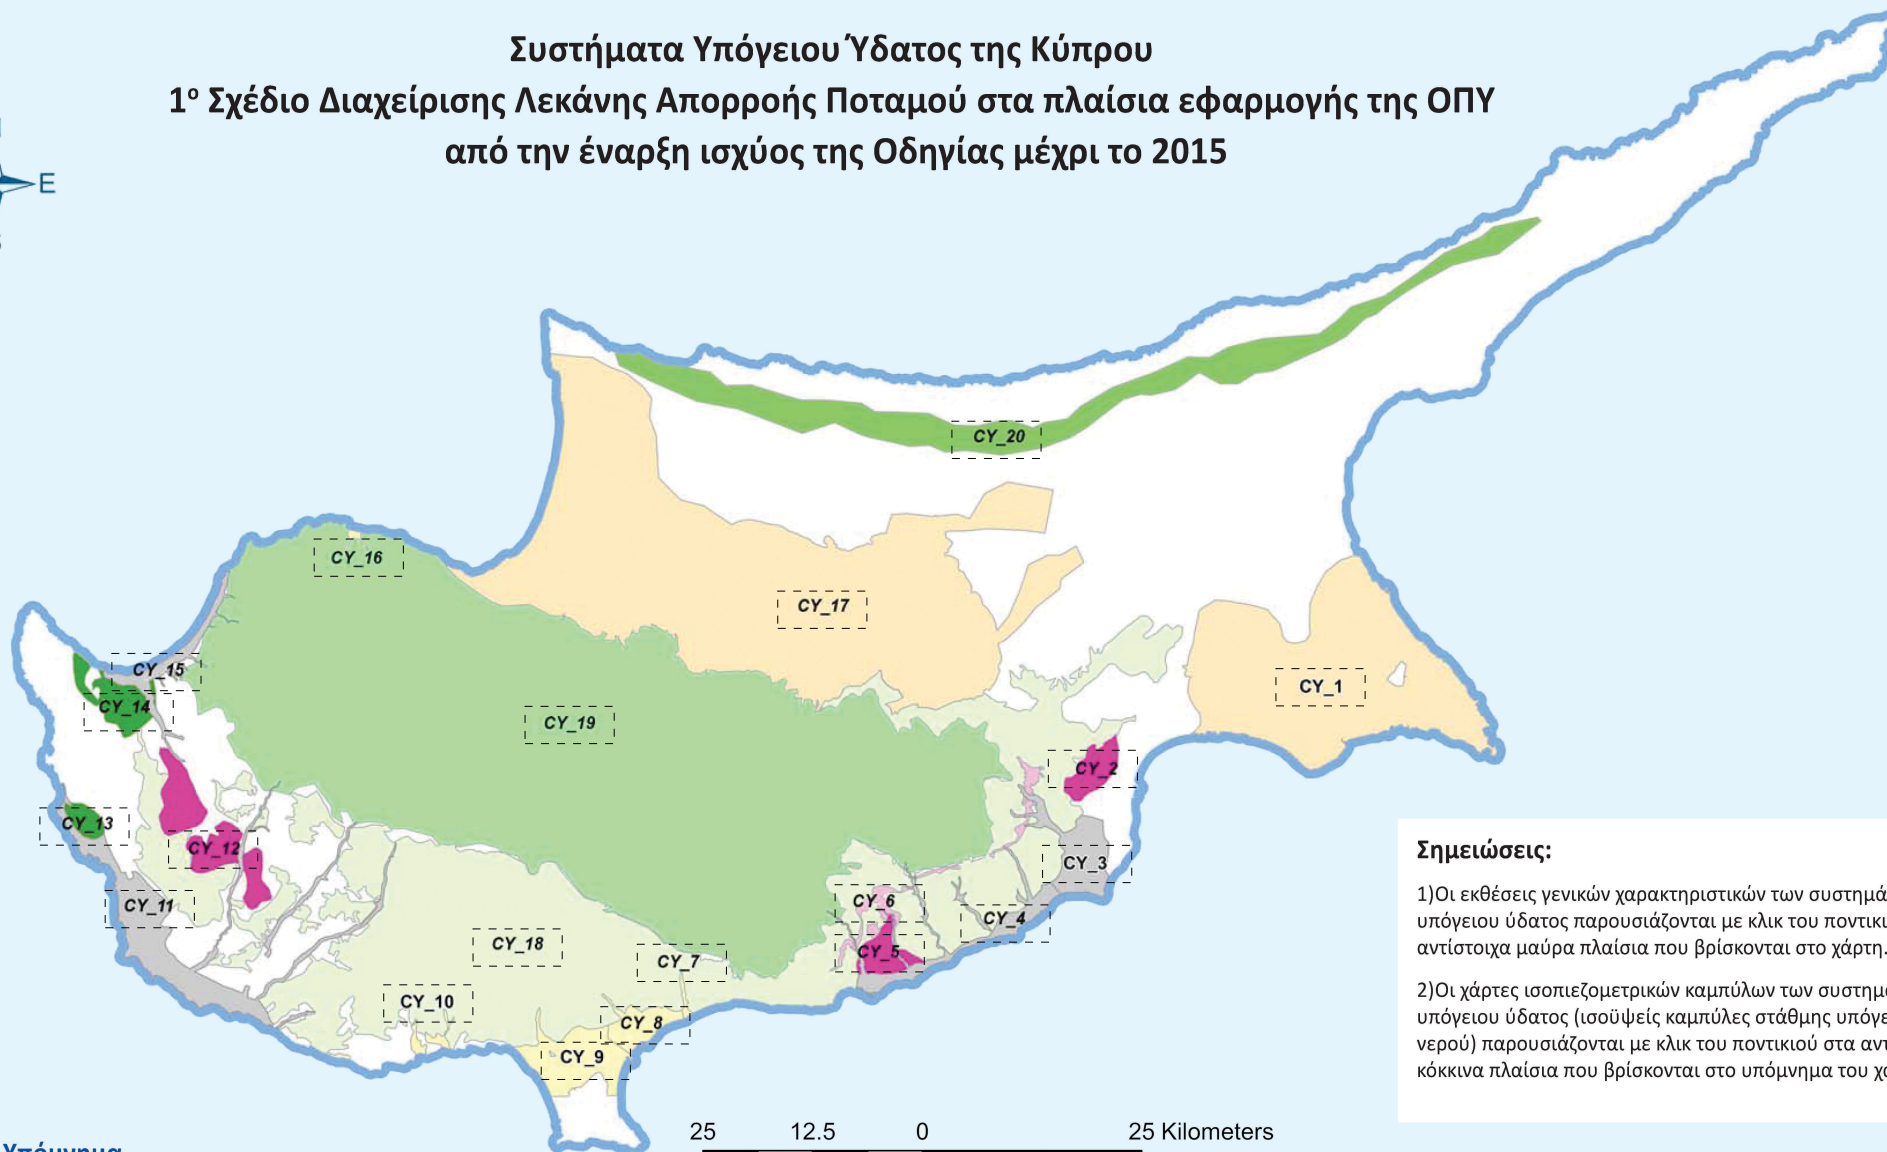 Συστήματα Υπόγειου Ύδατος της Κύπρου
1ο Σχέδιο Διαχείρισης Λεκάνης Απορροής Ποταμού στα πλαίσια εφαρμογής της ΟΠΥ
από την έναρξη ισχύος της Οδηγίας μέχρι το 2015
E
CY_20
CY_16
CY_17
CY_15
CY_1
CY_14
CY_19
CY_2
CY_13
CY_12
CY_3
CY_11
CY_6
CY_4
CY_18
CY_5
CY_7
CY_10
CY_8
CY_9
Σημειώσεις:
1)Οι εκθέσεις γενικών χαρακτηριστικών των συστημά
υπόγειου ύδατος παρουσιάζονται με κλικ του ποντικι
αντίστοιχα μαύρα πλαίσια που βρίσκονται στο χάρτη.
2)Οι χάρτες ισοπιεζομετρικών καμπύλων των συστημ
υπόγειου ύδατος (ισοϋψείς καμπύλες στάθμης υπόγε
νερού) παρουσιάζονται με κλικ του ποντικιού στα αν
κόκκινα πλαίσια που βρίσκονται στο υπόμνημα του χ
25 12.5 0 25 Kilometers
Υπόμνημα